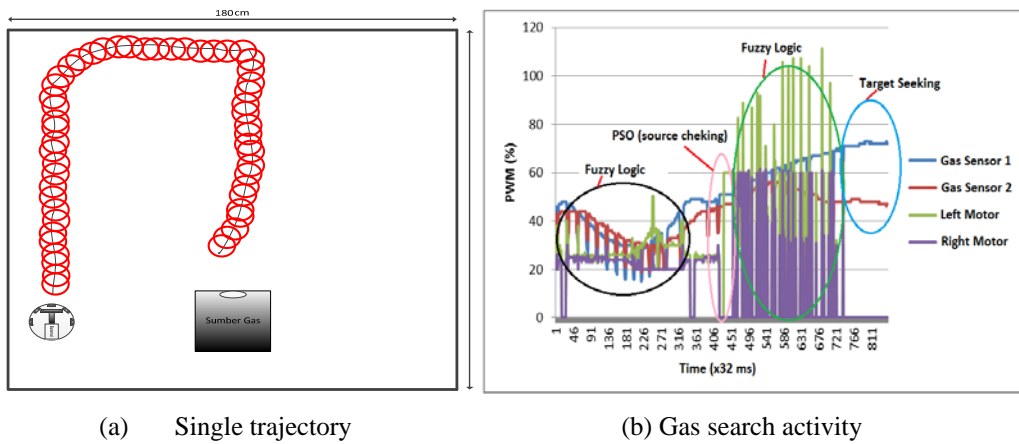 180cm
Sumber Gas
(a) Single trajectory
PWM (%)
120
100
80
60
40
20
0
Fuzzy Logic
PSO (source cheking)
Fuzzy Logic
Target Seeking
Gas Sensor 1
Gas Sensor 2
Left Motor
Right Motor
1 46 91 136 181 226 271 316 361 406 451 496 541 586 631 676 721 766 811
Time (x32 ms)
(b) Gas search activity